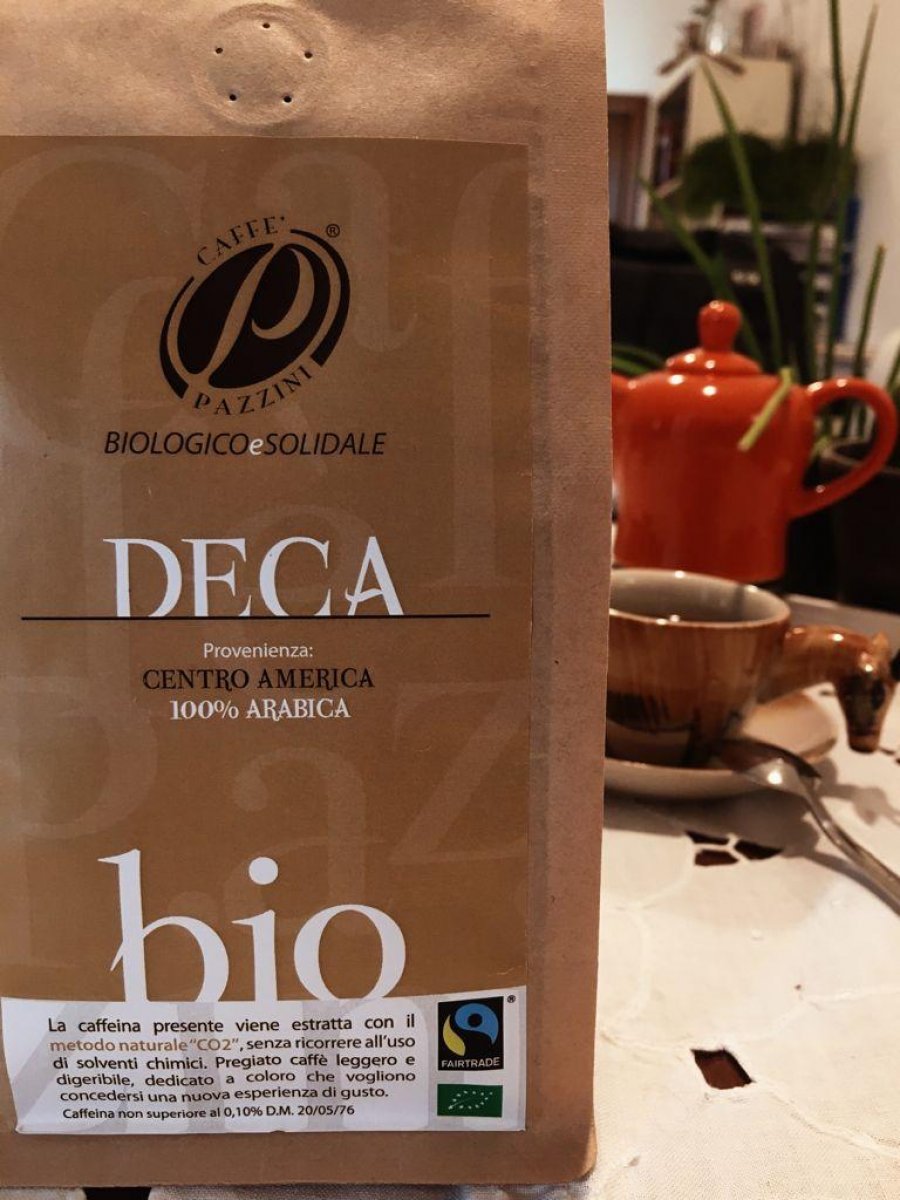 CAFFE' ®
PAZZINI
BIOLOGICOeSOLIDALE
DECA
Provenienza:
CENTRO AMERICA
100% ARABICA
bio
La caffeina presente viene estratta con il
metodo naturale "CO2", senza ricorrere all'uso
di solventi chimici. Pregiato caffè leggero e
digeribile, dedicato a coloro che vogliono
concedersi una nuova esperienza di gusto.
Caffeina non superiore al 0,10% D.M. 20/05/76
®
FAIRTRADE